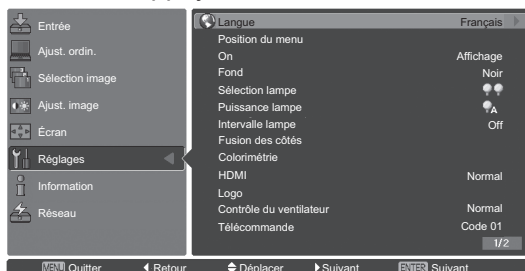 Entrée
Ajust. ordin.
Sélection image
Ajust. image
Écran
Réglages
Information
Réseau
Langue Français
Position du menu
On Affichage
Fond Noir
Sélection lampe
Puissance lampe A
Intervalle lampe Off
Fusion des côtés
Colorimétrie
HDMI Normal
Logo
Contrôle du ventilateur Normal
Télécommande Code 01
1/2
MENU Quitter Retour Déplacer Suivant ENTER Suivant